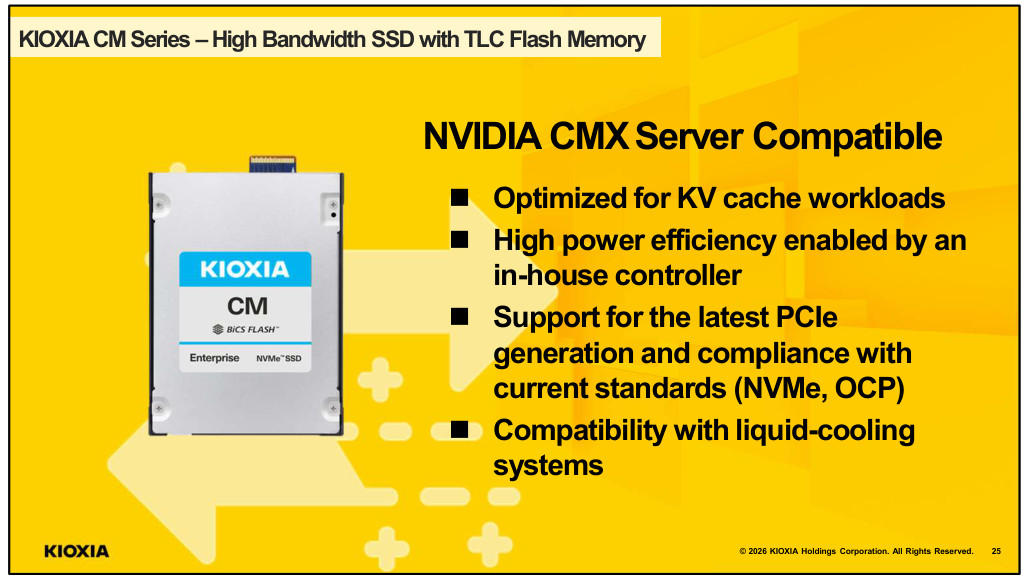 KIOXIA CM Series – High Bandwidth SSD with TLC Flash Memory
NVIDIA CMX Server Compatible
■ Optimized for KV cache workloads
■ High power efficiency enabled by an
in-house controller
■ Support for the latest PCIe
generation and compliance with
current standards (NVMe, OCP)
■ Compatibility with liquid-cooling
systems
KIOXIA
CM
BiCS FLASH™
Enterprise NVMe™ SSD
KIOXIA
© 2026 KIOXIA Holdings Corporation. All Rights Reserved. 25